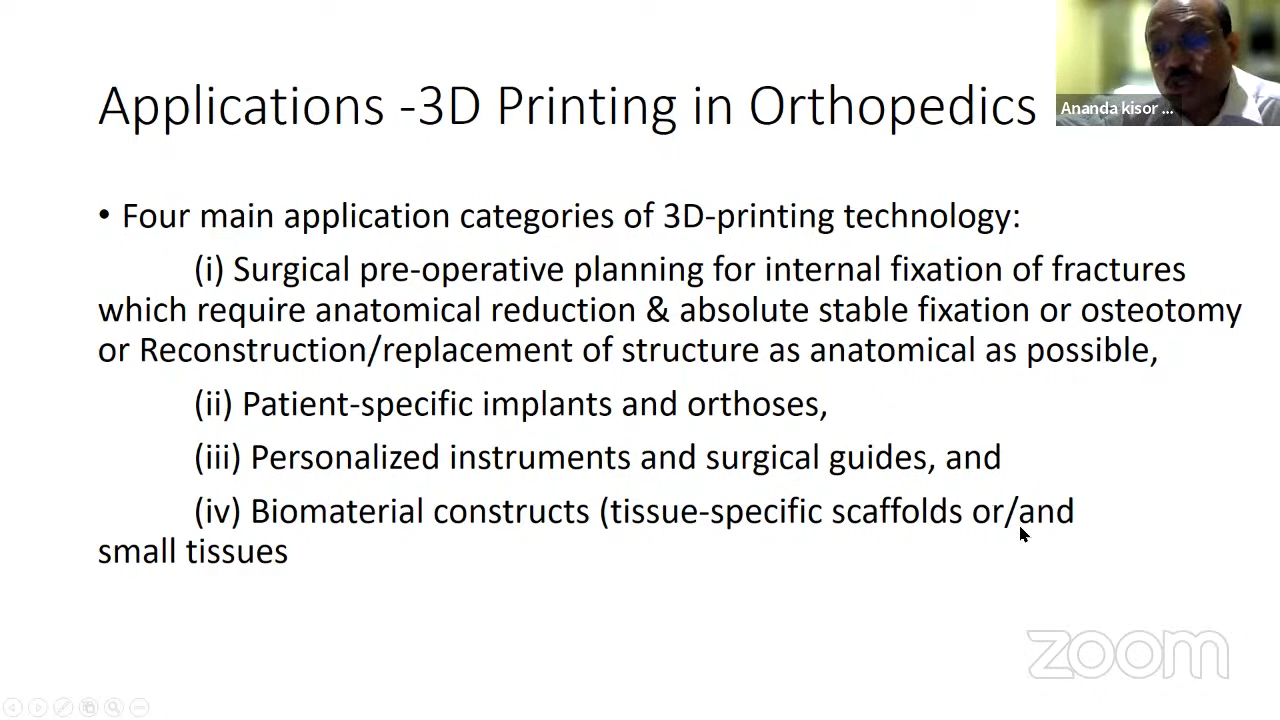 Applications -3D Printing in Orthopedics
Ananda kisor ...
• Four main application categories of 3D-printing technology:
(i) Surgical pre-operative planning for internal fixation of fractures
which require anatomical reduction & absolute stable fixation or osteotomy
or Reconstruction/replacement of structure as anatomical as possible,
(ii) Patient-specific implants and orthoses,
(iii) Personalized instruments and surgical guides, and
(iv) Biomaterial constructs (tissue-specific scaffolds or/and
small tissues
zoom